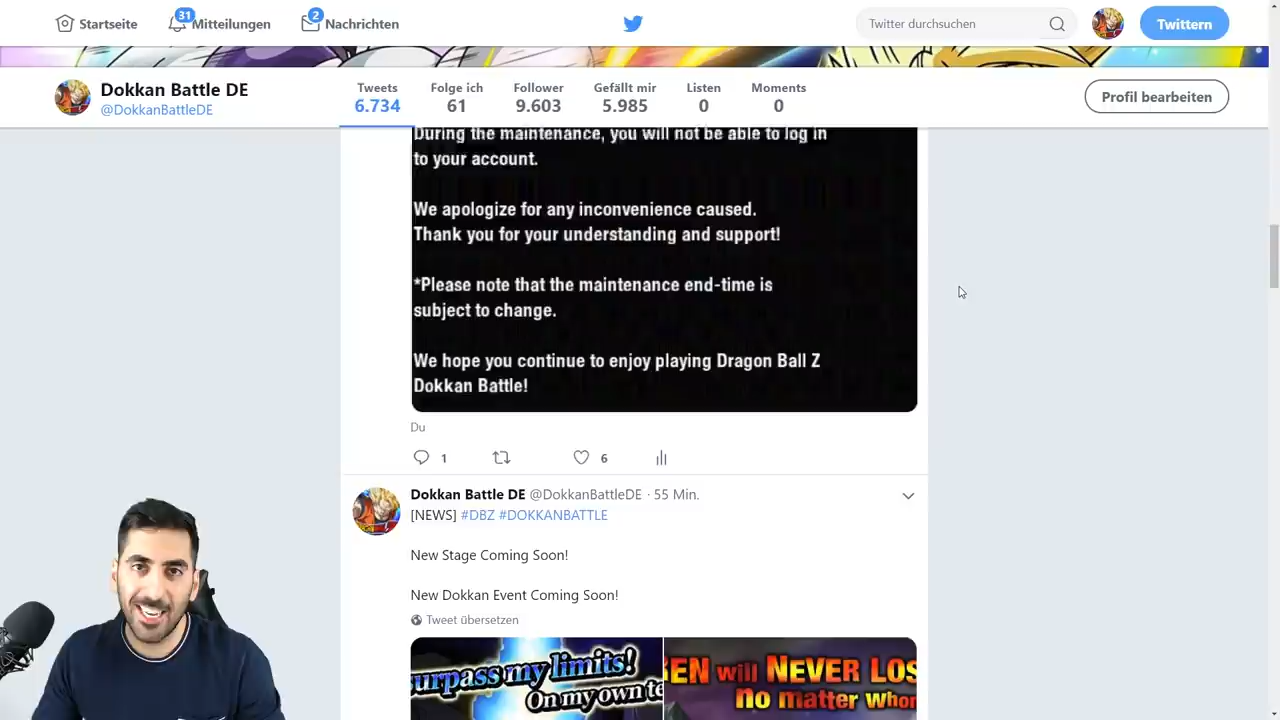 Startseite
31
Mitteilungen
2
Nachrichten
Twitter durchsuchen
Twittern
Dokkan Battle DE
@DokkanBattleDE
Tweets
6.734
Folge ich
61
Follower
9.603
Gefällt mir
5.985
Listen
0
Moments
0
Profil bearbeiten
During the maintenance, you will not be able to log in
to your account.
We apologize for any inconvenience caused.
Thank you for your understanding and support!
*Please note that the maintenance end-time is
subject to change.
We hope you continue to enjoy playing Dragon Ball Z
Dokkan Battle!
Du
1
6
Dokkan Battle DE @DokkanBattleDE · 55 Min.
[NEWS] #DBZ #DOKKANBATTLE
New Stage Coming Soon!
New Dokkan Event Coming Soon!
Tweet übersetzen
urpass my limits!
On my own te
EN will NEVER LOS
no matter who